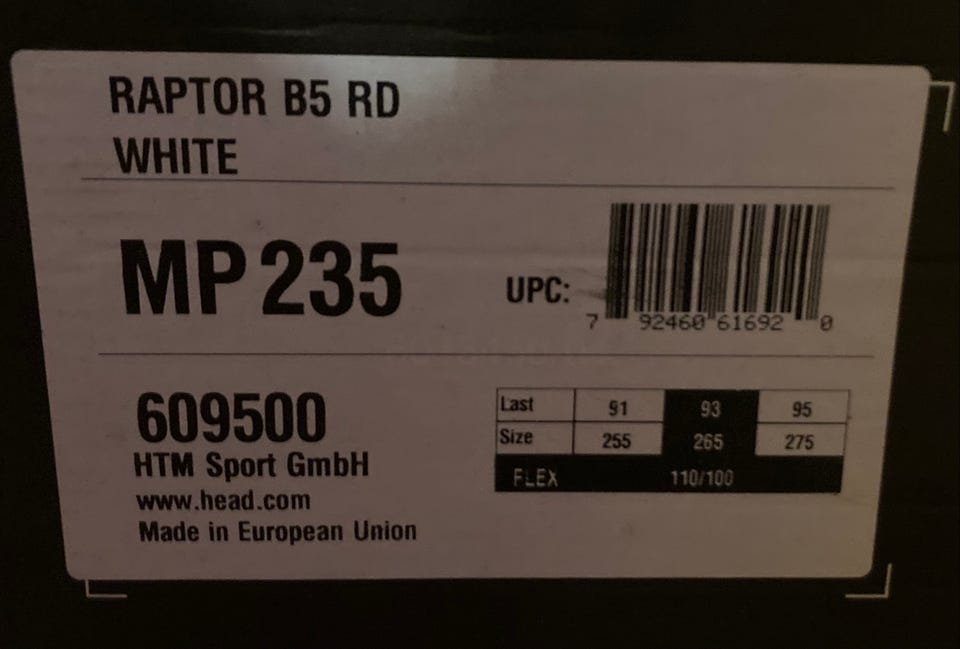 RAPTOR B5 RD
WHITE
MP 235
UPC:
7 92460 61692 0
609500
HTM Sport GmbH
www.head.com
Made in European Union
Last 91 93 95
Size 255 265 275
FLEX 110/100